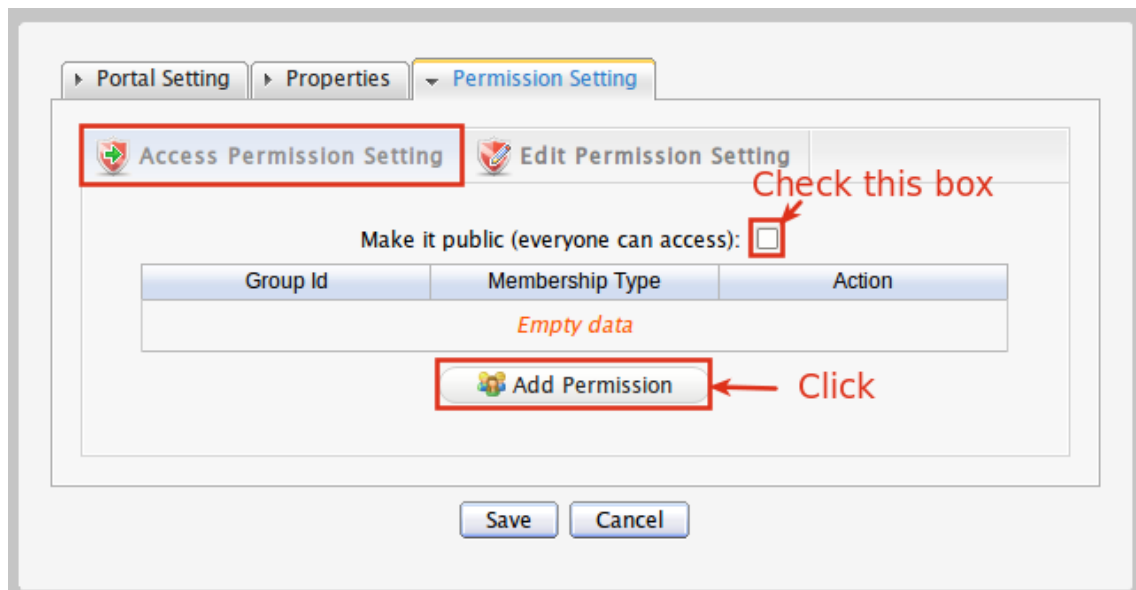 Portal Setting Properties Permission Setting
Access Permission Setting Edit Permission Setting
Check this box
Make it public (everyone can access):
Group Id Membership Type Action
Empty data
Add Permission Click
Save Cancel